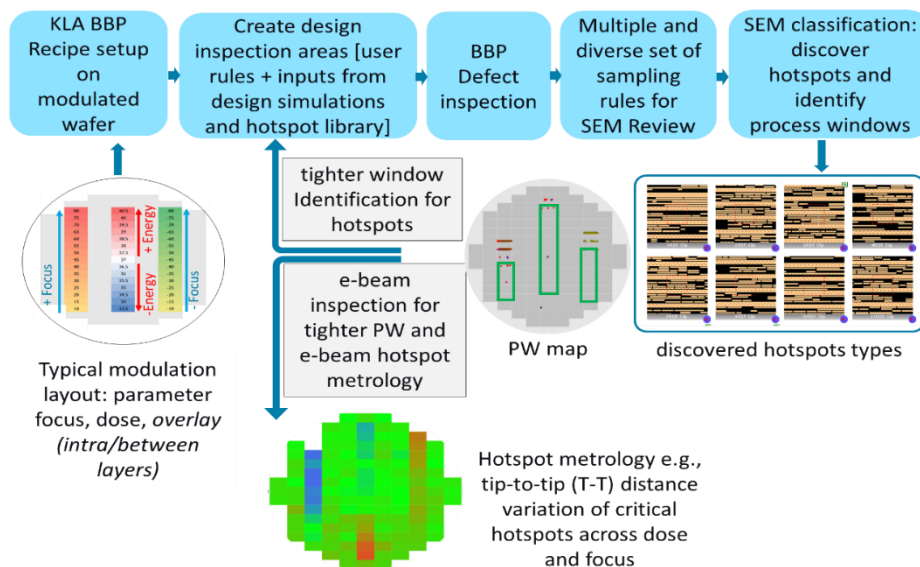 KLA BBP
Recipe setup
on
modulated
wafer
Create design
inspection areas [user
rules + inputs from
design simulations
and hotspot library]
BBP
Defect
inspection
Multiple and
diverse set of
sampling
rules for
SEM Review
SEM classification:
discover
hotspots and
identify
process windows
tighter window
Identification for
hotspots
e-beam
inspection for
tighter PW and
e-beam hotspot
metrology
+ Focus
+ Energy
-Energy
- Focus
PW map
discovered hotspots types
Typical modulation
layout: parameter
focus, dose, overlay
(intra/between
layers)
Hotspot metrology e.g.,
tip-to-tip (T-T) distance
variation of critical
hotspots across dose
and focus